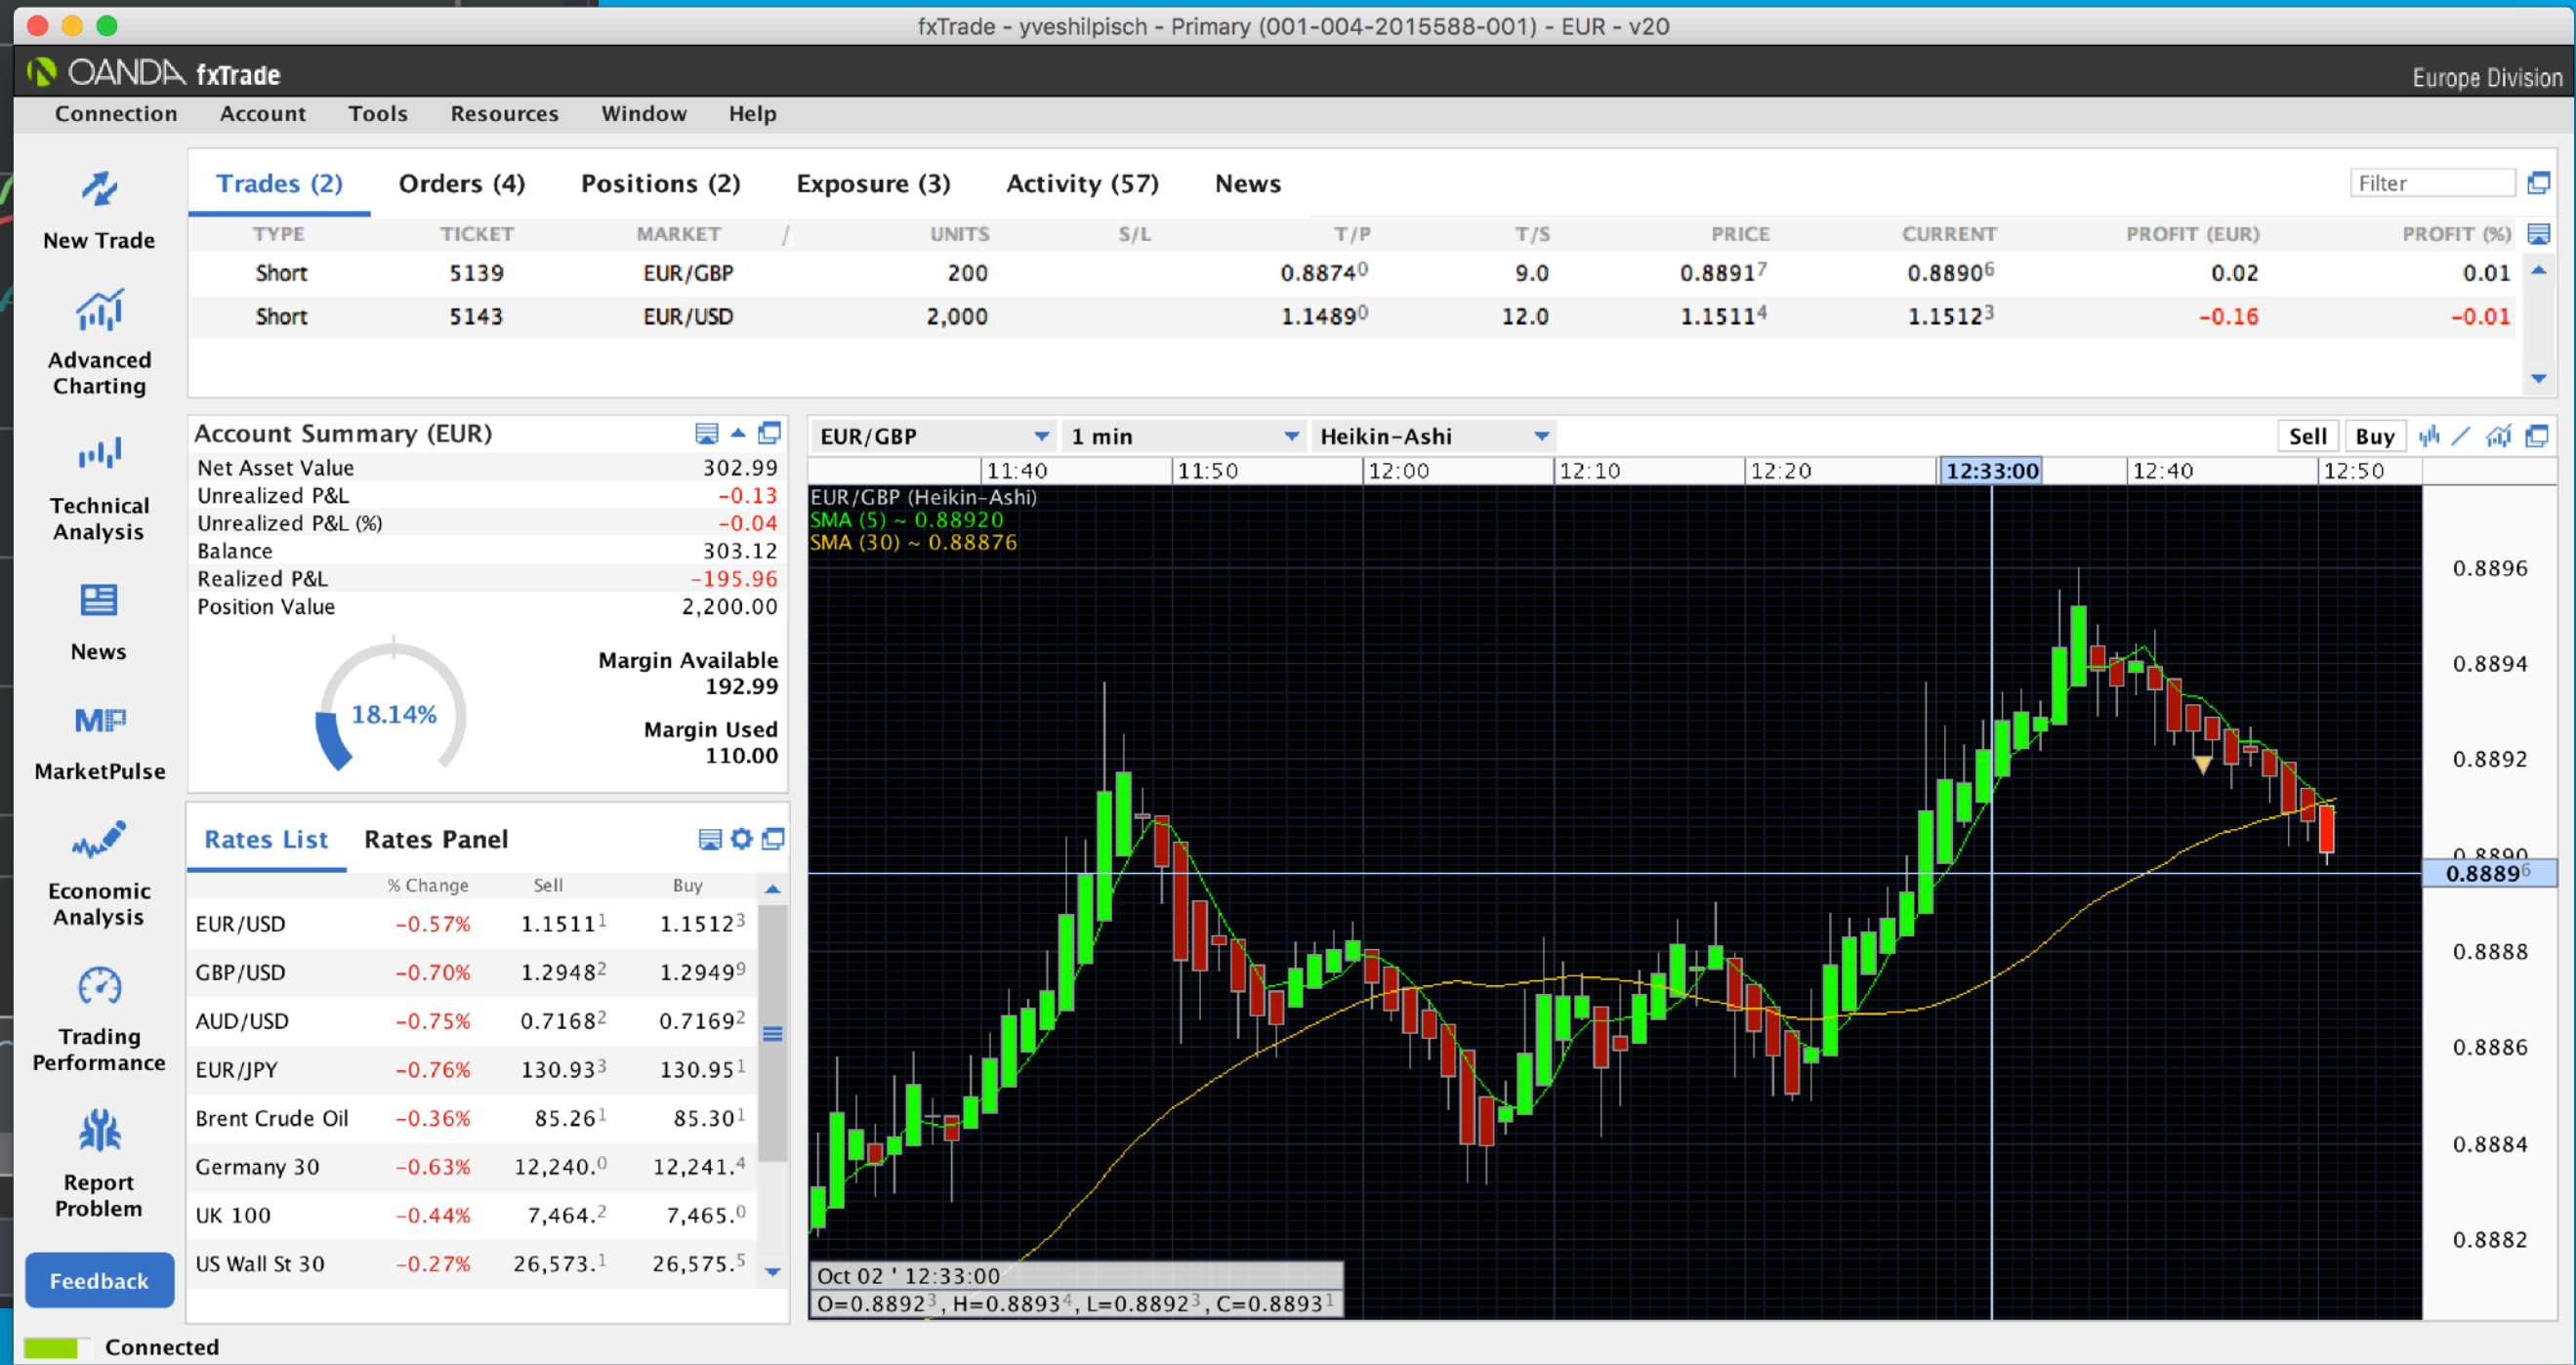 fxTrade - yveshilpisch - Primary (001-004-2015588-001) - EUR - v20
OANDA fxTrade
Europe Division
Connection Account Tools Resources Window Help
New Trade
Advanced
Charting
Technical
Analysis
News
MP
MarketPulse
Economic
Analysis
Trading
Performance
Report
Problem
Feedback
Connected
Trades (2) Orders (4) Positions (2) Exposure (3) Activity (57) News Filter
TYPE TICKET MARKET / UNITS S/L T/P T/S PRICE CURRENT PROFIT (EUR) PROFIT (%)
Short 5139 EUR/GBP 200 0.88740 9.0 0.88917 0.88906 0.02 0.01
Short 5143 EUR/USD 2,000 1.14890 12.0 1.15114 1.15123 -0.16 -0.01
Account Summary (EUR)
Net Asset Value 302.99
Unrealized P&L -0.13
Unrealized P&L (%) -0.04
Balance 303.12
Realized P&L -195.96
Position Value 2,200.00
18.14%
Margin Available
192.99
Margin Used
110.00
Rates List Rates Panel
% Change Sell Buy
EUR/USD -0.57% 1.15111 1.15123
GBP/USD -0.70% 1.29482 1.29499
AUD/USD -0.75% 0.71682 0.71692
EUR/JPY -0.76% 130.933 130.951
Brent Crude Oil -0.36% 85.261 85.301
Germany 30 -0.63% 12,240.0 12,241.4
UK 100 -0.44% 7,464.2 7,465.0
US Wall St 30 -0.27% 26,573.1 26,575.5
EUR/GBP 1 min Heikin-Ashi Sell Buy
11:40 11:50 12:00 12:10 12:20 12:33:00 12:40 12:50
EUR/GBP (Heikin-Ashi)
SMA (5) ~ 0.88920
SMA (30) ~ 0.88876
0.8896
0.8894
0.8892
0.8890
0.88896
0.8888
0.8886
0.8884
0.8882
Oct 02 ' 12:33:00
O=0.88923, H=0.88934, L=0.88923, C=0.88931